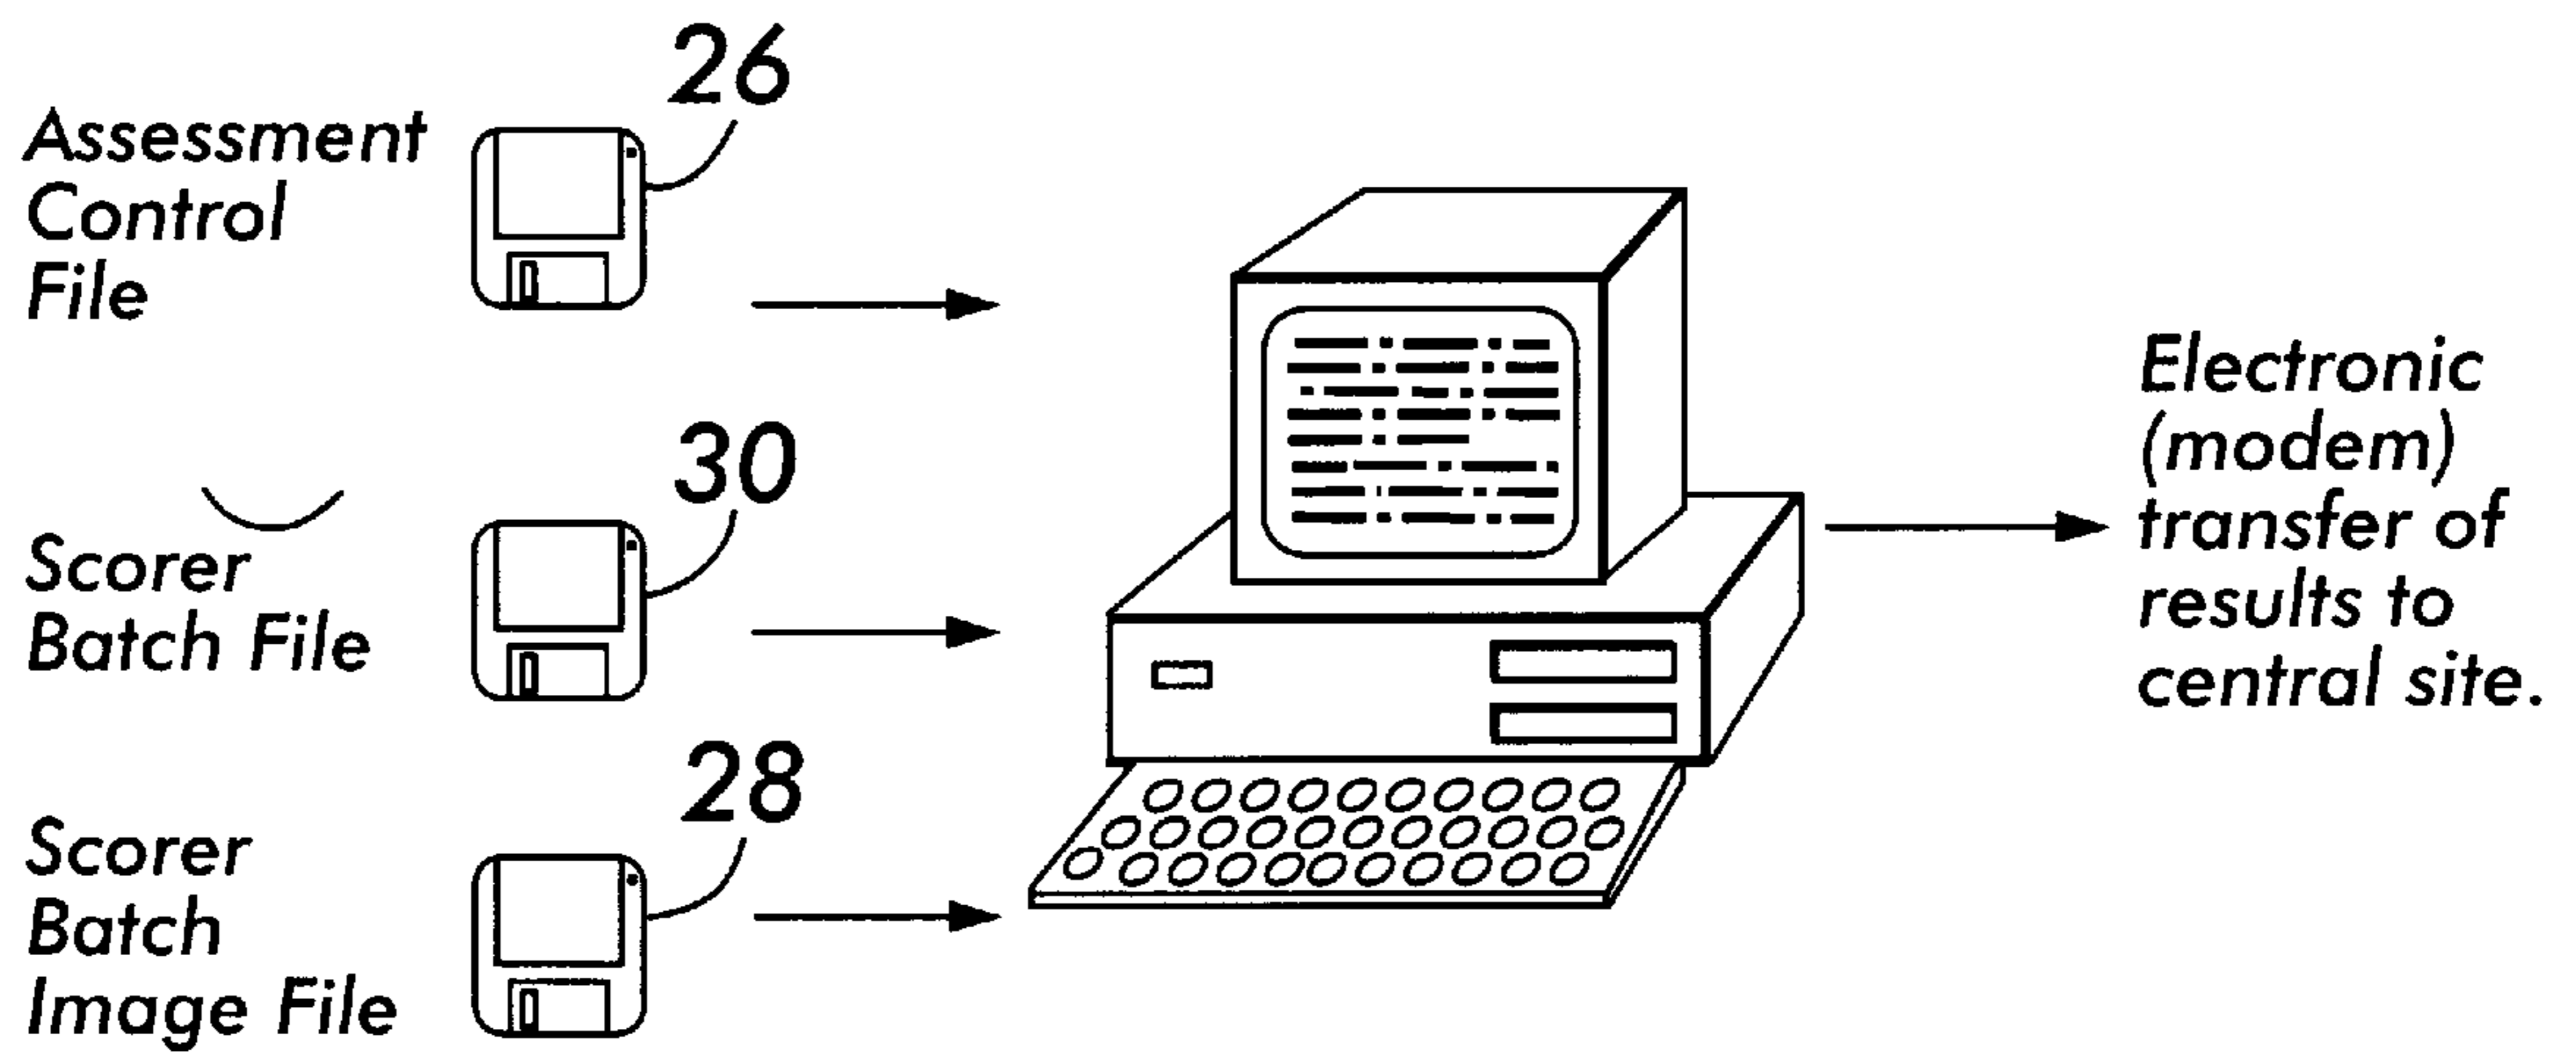 26
Assessment
Control
File
30
Scorer
Batch File
28
Scorer
Batch
Image File
Electronic
(modem)
transfer of
results to
central site.